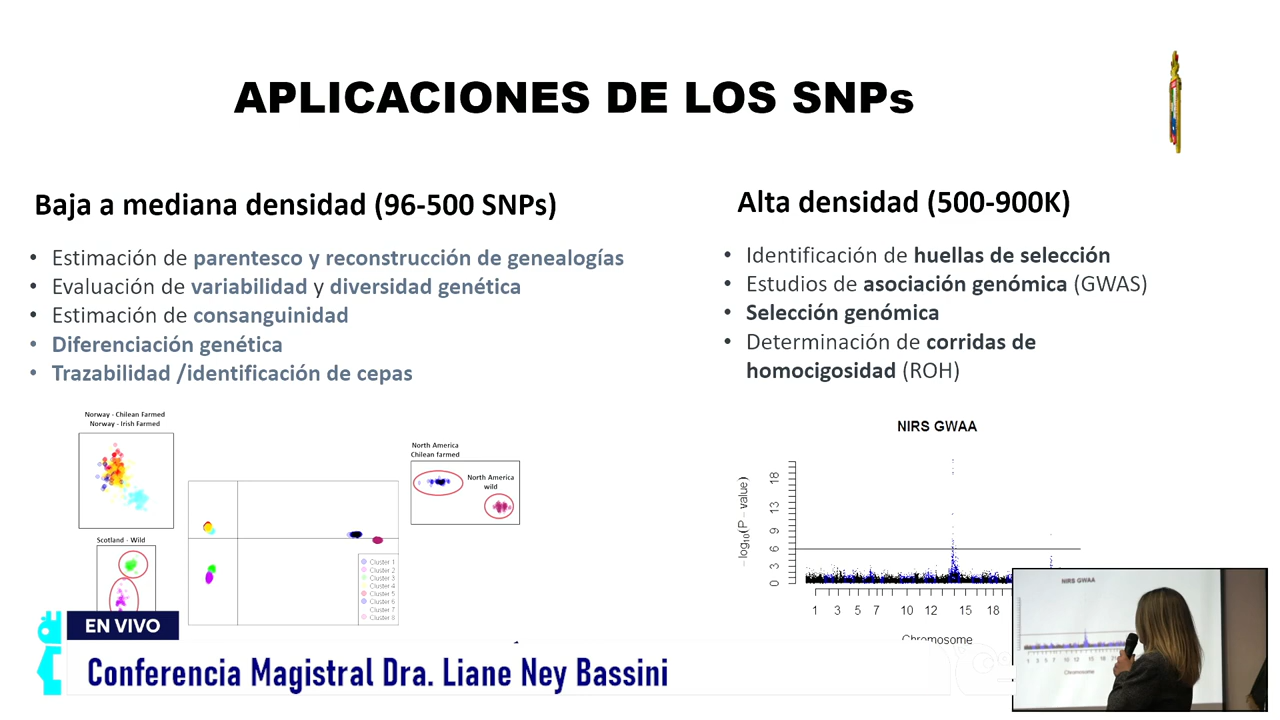 APLICACIONES DE LOS SNPs
Baja a mediana densidad (96-500 SNPs)
• Estimación de parentesco y reconstrucción de genealogías
• Evaluación de variabilidad y diversidad genética
• Estimación de consanguinidad
• Diferenciación genética
• Trazabilidad /identificación de cepas
Alta densidad (500-900K)
• Identificación de huellas de selección
• Estudios de asociación genómica (GWAS)
• Selección genómica
• Determinación de corridas de
homocigosidad (ROH)
Norway - Chilean Farmed
Norway - Irish Farmed
North America
Chilean farmed
North America
wild
Scotland - Wild
Cluster 1
Cluster 2
Cluster 3
Cluster 4
Cluster 5
Cluster 6
Cluster 7
Cluster 8
NIRS GWAA
−log10(P − value)
0 3 6 9 13 18
1 3 5 7 10 12 15 18
Chromosome
EN VIVO
Conferencia Magistral Dra. Liane Ney Bassini
NIRS GWAA
Chromosome